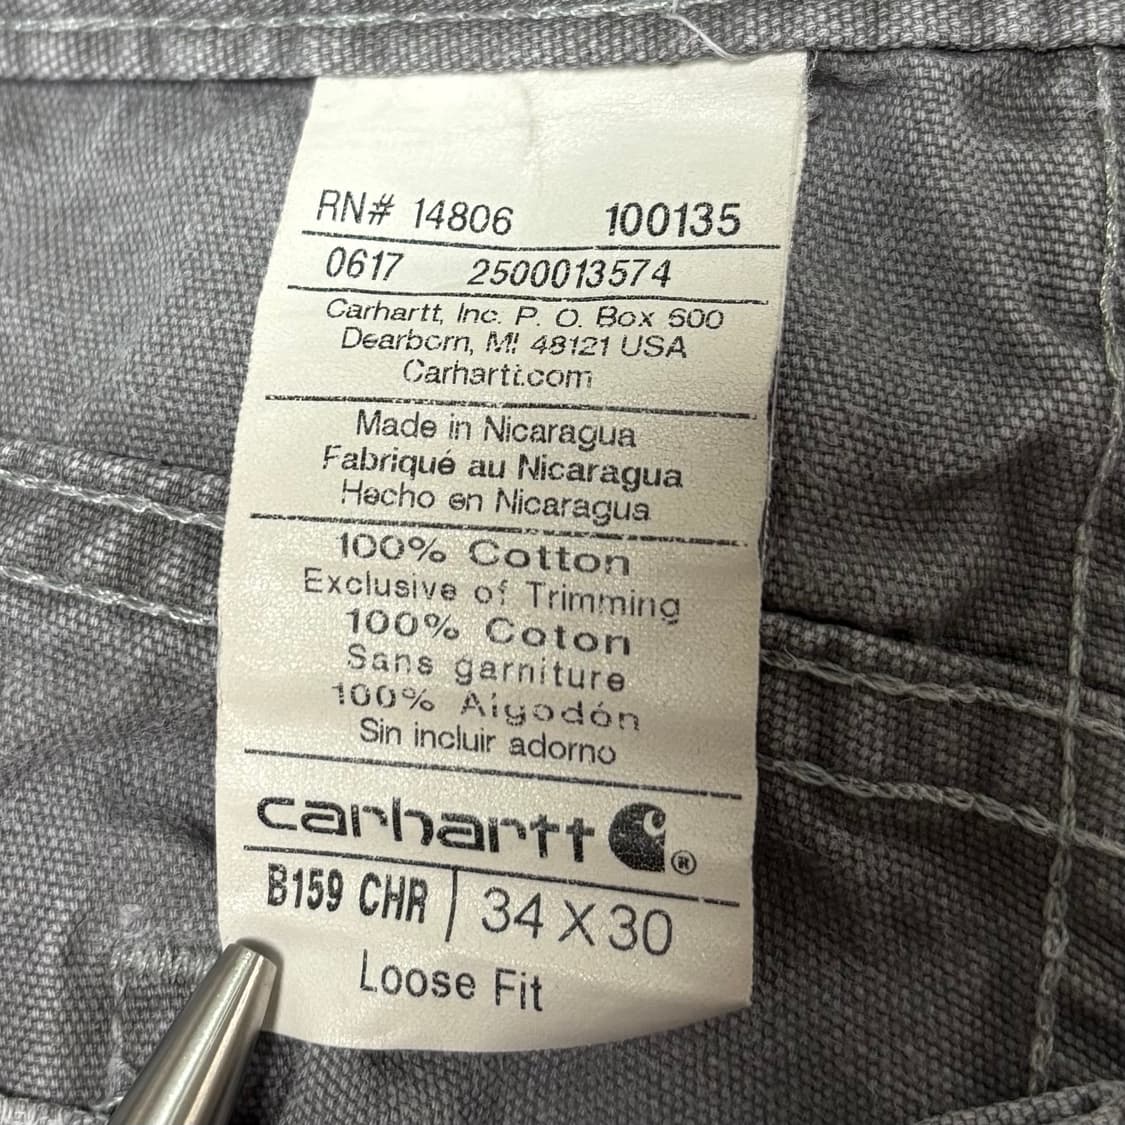 RN# 14806 100135
0617 2500013574
Carhartt, Inc. P. O. Box 600
Dearborn, MI 48121 USA
Carhartt.com
Made in Nicaragua
Fabriqué au Nicaragua
Hecho en Nicaragua
100% Cotton
Exclusive of Trimming
100% Coton
Sans garniture
100% Algodón
Sin incluir adorno
carhartt ®
B159 CHR 34 X 30
Loose Fit